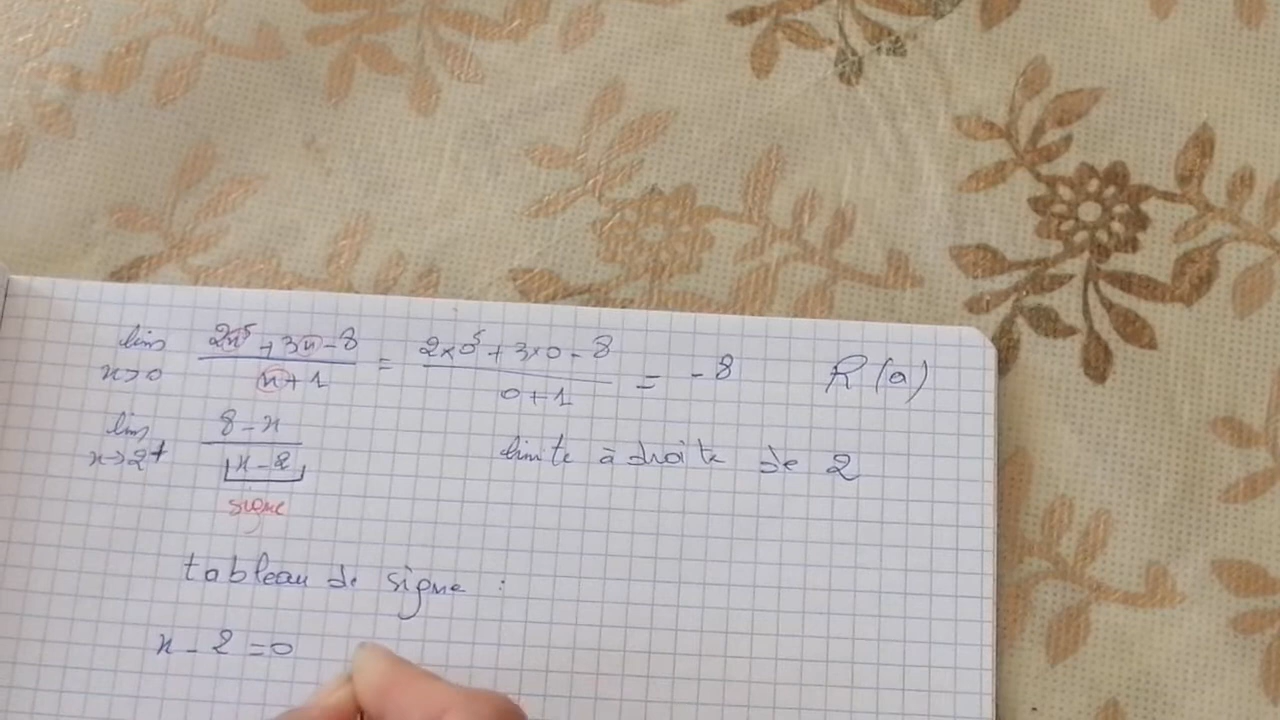 lim x→0 (2x⁵ + 3x - 8)/(x + 1) = (2×0⁵ + 3×0 - 8)/(0 + 1) = -8 R(a)
lim x→2⁺ (8 - x)/(x - 2) limite à droite de 2
signe
tableau de signe :
x - 2 = 0